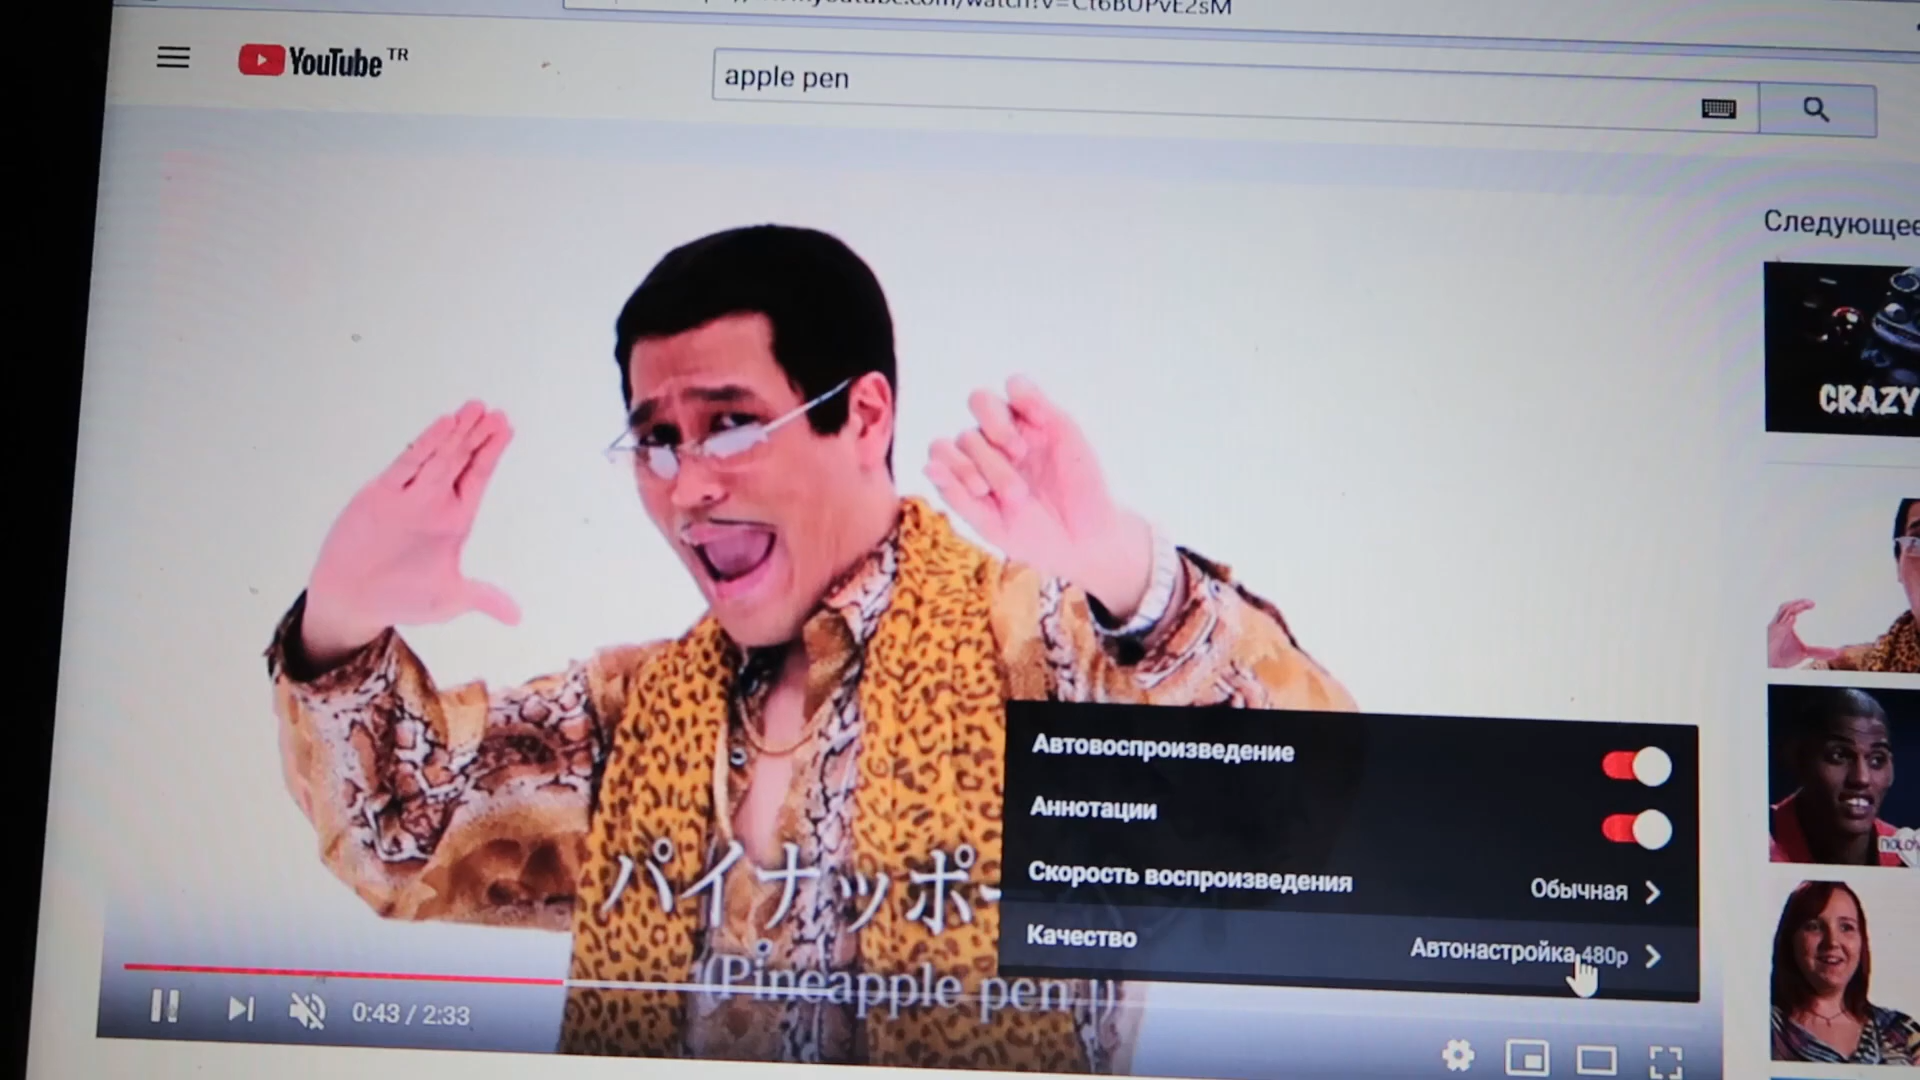 YouTube TR
apple pen
Следующее
CRAZY
Автовоспроизведение
Аннотации
Скорость воспроизведения
Обычная
Качество
Автонастройка 480p
パイナッポー
(Pineapple pen)
0:43 / 2:33